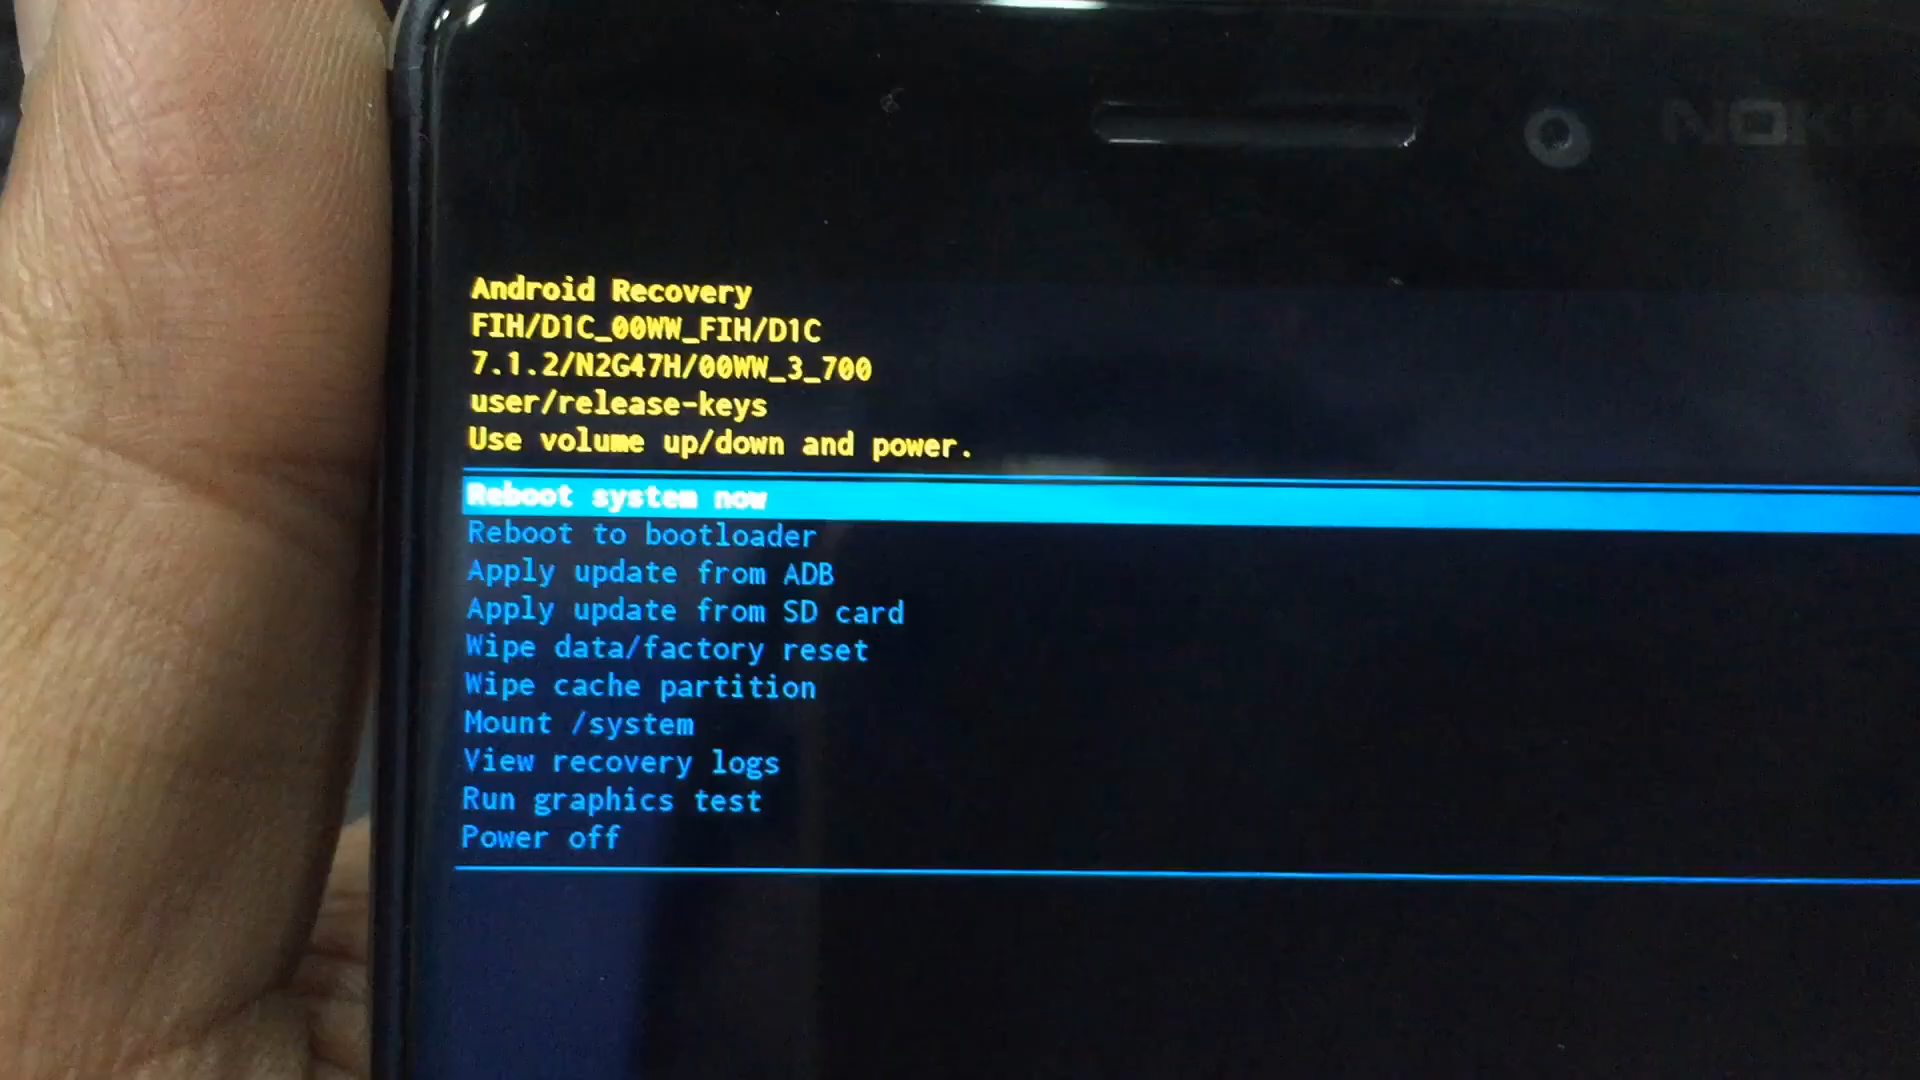 NOKIA
Android Recovery
FIH/D1C_00WW_FIH/D1C
7.1.2/N2G47H/00WW_3_700
user/release-keys
Use volume up/down and power.
Reboot system now
Reboot to bootloader
Apply update from ADB
Apply update from SD card
Wipe data/factory reset
Wipe cache partition
Mount /system
View recovery logs
Run graphics test
Power off